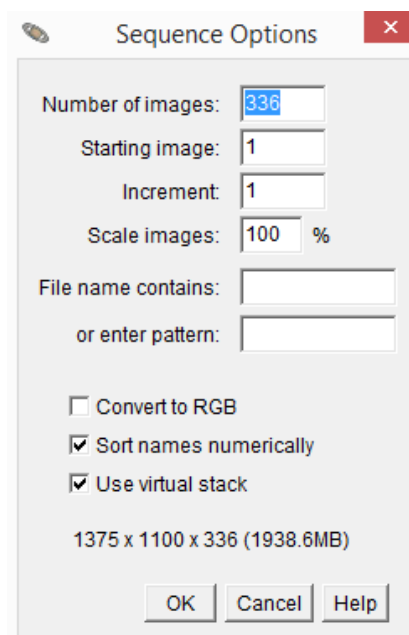 Sequence Options
Number of images: 336
Starting image: 1
Increment: 1
Scale images: 100 %
File name contains:
or enter pattern:
Convert to RGB
Sort names numerically
Use virtual stack
1375 x 1100 x 336 (1938.6MB)
OK Cancel Help